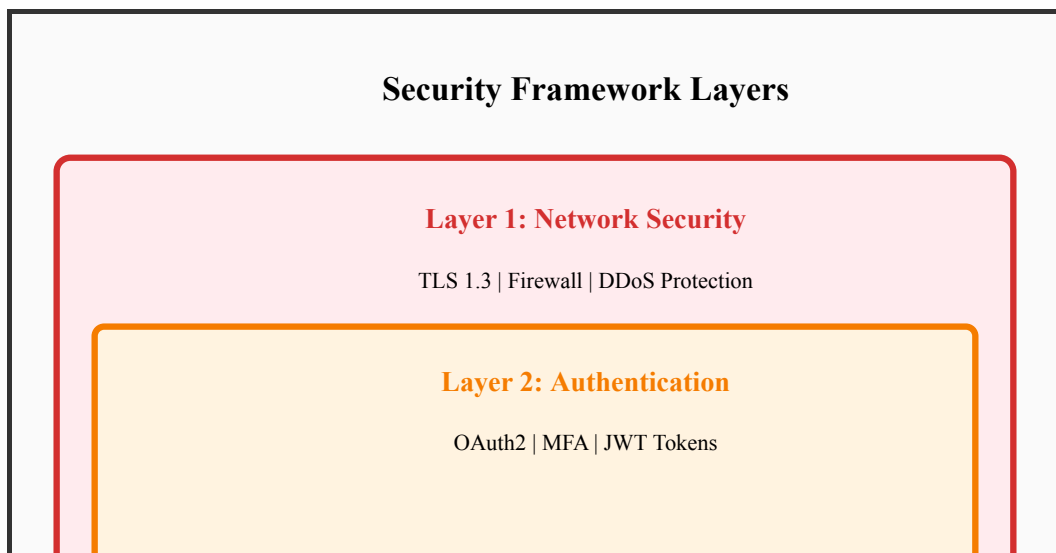 Security Framework Layers
Layer 1: Network Security
TLS 1.3 | Firewall | DDoS Protection
Layer 2: Authentication
OAuth2 | MFA | JWT Tokens